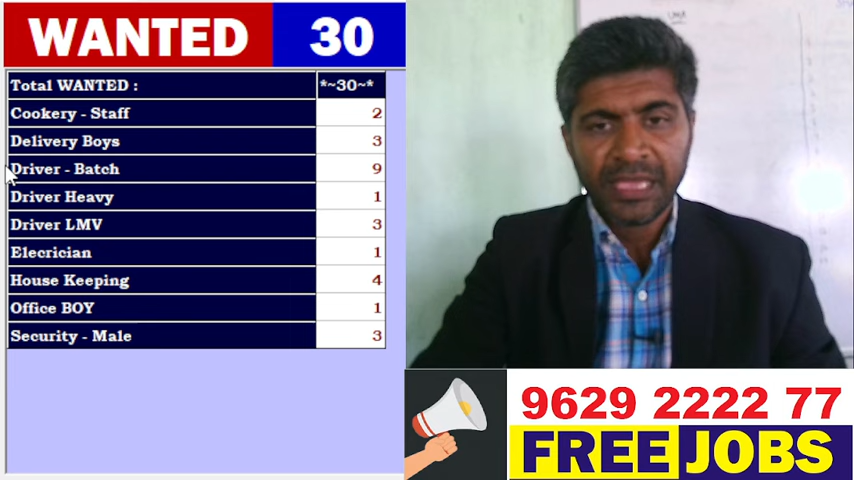 WANTED 30
Total WANTED : *~30~*
Cookery - Staff 2
Delivery Boys 3
Driver - Batch 9
Driver Heavy 1
Driver LMV 3
Elecrician 1
House Keeping 4
Office BOY 1
Security - Male 3
9629 2222 77
FREE JOBS